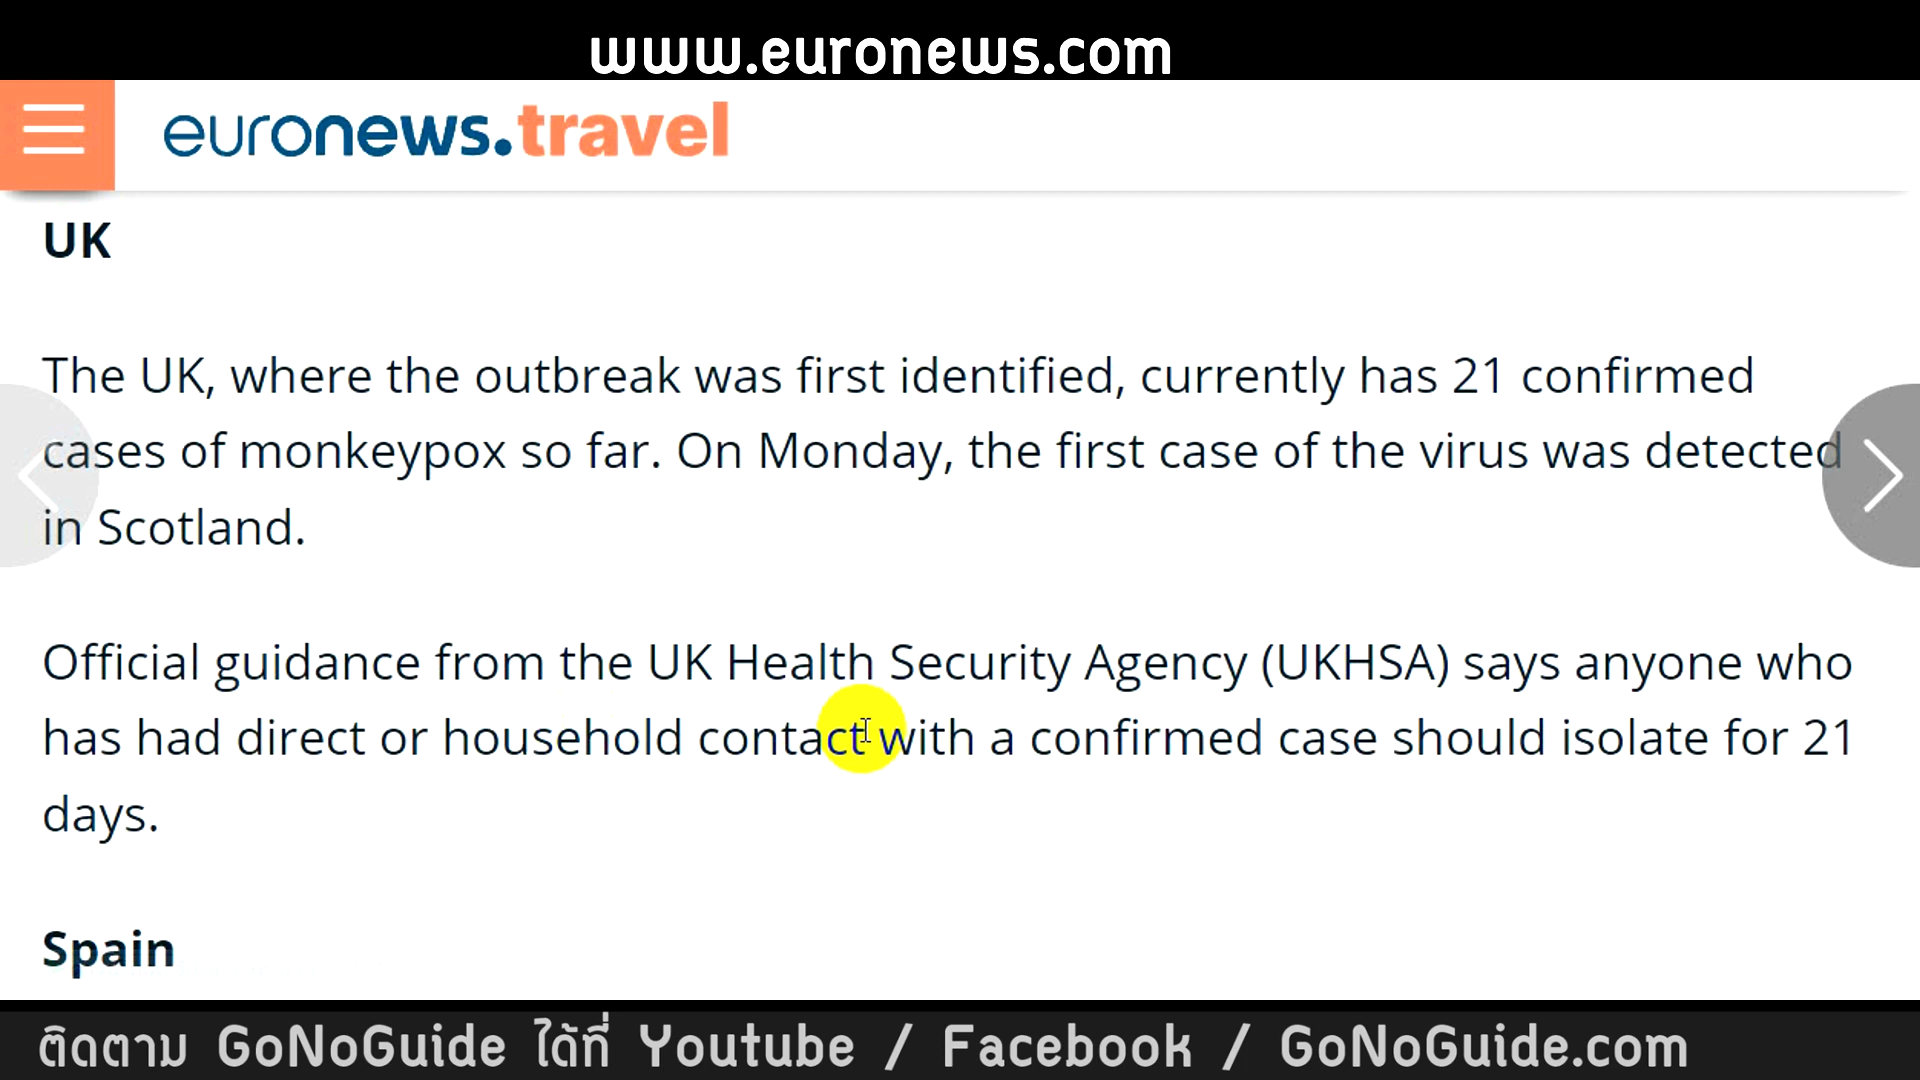 www.euronews.com
euronews.travel
UK
The UK, where the outbreak was first identified, currently has 21 confirmed
cases of monkeypox so far. On Monday, the first case of the virus was detected
in Scotland.
Official guidance from the UK Health Security Agency (UKHSA) says anyone who
has had direct or household contact with a confirmed case should isolate for 21
days.
Spain
ติดตาม GoNoGuide ได้ที่ Youtube / Facebook / GoNoGuide.com